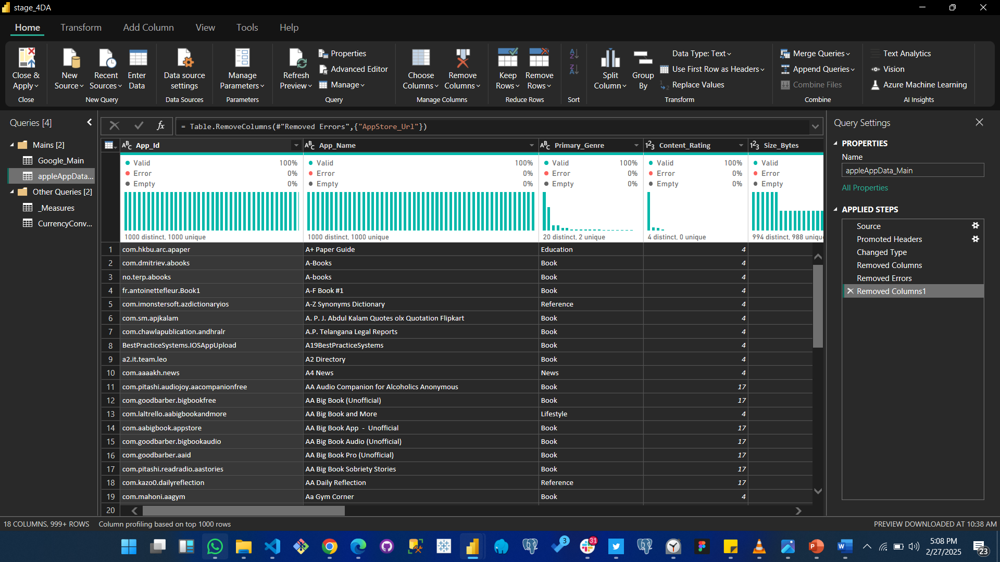 stage_4DA
Home Transform Add Column View Tools Help
Close & Apply
Close
New Source
Recent Sources
Enter Data
New Query
Data source settings
Data Sources
Manage Parameters
Parameters
Refresh Preview
Properties
Advanced Editor
Manage
Query
Choose Columns
Remove Columns
Manage Columns
Keep Rows
Remove Rows
Reduce Rows
Sort
Split Column
Group By
Data Type: Text
Use First Row as Headers
Replace Values
Transform
Merge Queries
Append Queries
Combine Files
Combine
Text Analytics
Vision
Azure Machine Learning
AI Insights
Queries [4]
Mains [2]
Google_Main
appleAppData...
Other Queries [2]
_Measures
CurrencyConv...
fx = Table.RemoveColumns(#"Removed Errors",{"AppStore_Url"})
ABC App_Id ABC App_Name ABC Primary_Genre 123 Content_Rating 123 Size_Bytes
Valid 100% Valid 100% Valid 100% Valid 100% Valid
Error 0% Error 0% Error 0% Error 0% Error
Empty 0% Empty 0% Empty 0% Empty 0% Empty
1000 distinct, 1000 unique 1000 distinct, 1000 unique 20 distinct, 2 unique 4 distinct, 0 unique 994 distinct, 988 uniqu
1 com.hkbu.arc.apaper A+ Paper Guide Education 4
2 com.dmitriev.abooks A-Books Book 4
3 no.terp.abooks A-books Book 4
4 fr.antoinettefleur.Book1 A-F Book #1 Book 4
5 com.imonstersoft.azdictionaryios A-Z Synonyms Dictionary Reference 4
6 com.sm.apjkalam A. P. J. Abdul Kalam Quotes olx Quotation Flipkart Book 4
7 com.chawlapublication.andhralr A.P. Telangana Legal Reports Book 4
8 BestPracticeSystems.IOSAppUpload A19BestPracticeSystems Book 4
9 a2.it.team.leo A2 Directory Book 4
10 com.aaaakh.news A4 News News 4
11 com.pitashi.audiojoy.aacompanionfree AA Audio Companion for Alcoholics Anonymous Book 17
12 com.goodbarber.bigbookfree AA Big Book (Unofficial) Book 17
13 com.laltrello.aabigbookandmore AA Big Book and More Lifestyle 4
14 com.aabigbook.appstore AA Big Book App - Unofficial Book 17
15 com.goodbarber.bigbookaudio AA Big Book Audio (Unofficial) Book 17
16 com.goodbarber.aaid AA Big Book Pro (Unofficial) Book 17
17 com.pitashi.readradio.aastories AA Big Book Sobriety Stories Book 17
18 com.kazo0.dailyreflection AA Daily Reflection Reference 17
19 com.mahoni.aagym Aa Gym Corner Book 4
20
Query Settings
PROPERTIES
Name
appleAppData_Main
All Properties
APPLIED STEPS
Source
Promoted Headers
Changed Type
Removed Columns
Removed Errors
Removed Columns1
18 COLUMNS, 999+ ROWS Column profiling based on top 1000 rows PREVIEW DOWNLOADED AT 10:38 AM
3
31
5:08 PM
2/27/2025
23